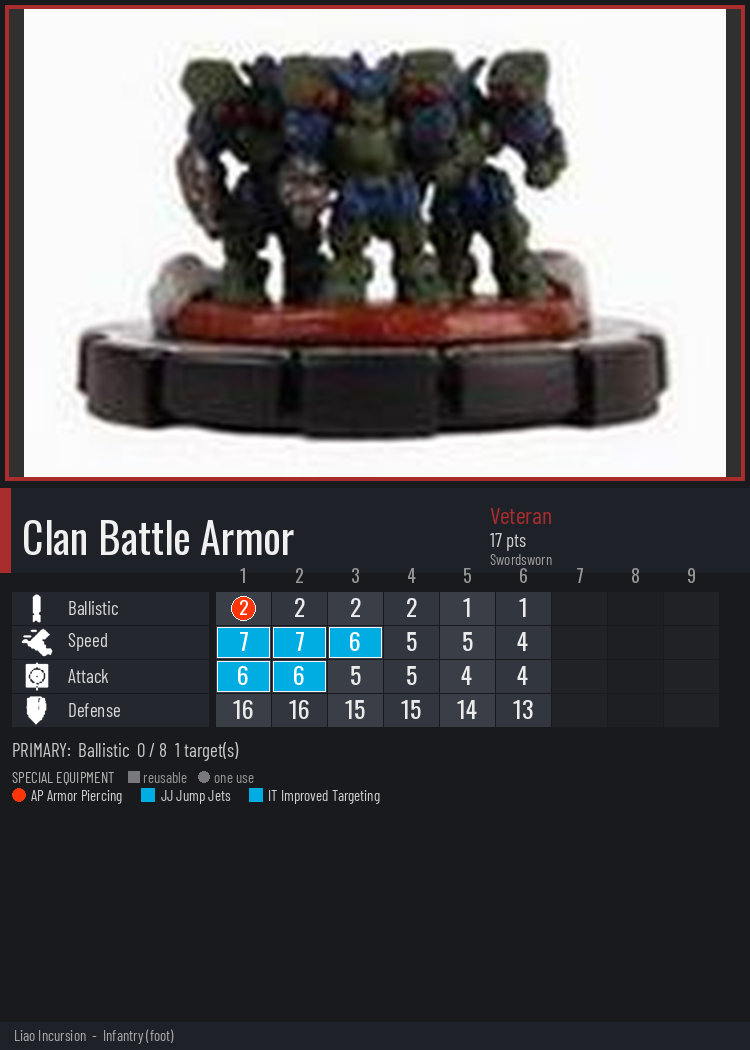 Clan Battle Armor
Veteran
17 pts
Swordsworn
1 2 3 4 5 6 7 8 9
Ballistic 2 2 2 2 1 1
Speed 7 7 6 5 5 4
Attack 6 6 5 5 4 4
Defense 16 16 15 15 14 13
PRIMARY: Ballistic 0 / 8 1 target(s)
SPECIAL EQUIPMENT reusable one use
AP Armor Piercing JJ Jump Jets IT Improved Targeting
Liao Incursion - Infantry (foot)